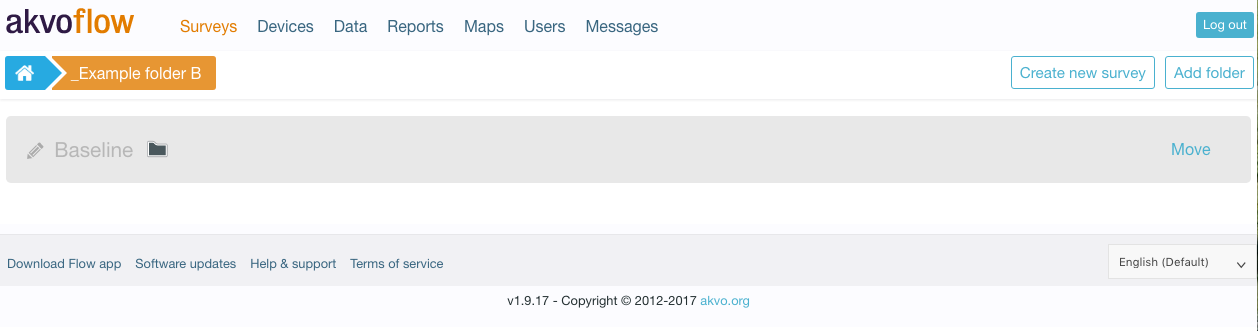 akvoflow Surveys Devices Data Reports Maps Users Messages Log out
_Example folder B Create new survey Add folder
Baseline Move
Download Flow app Software updates Help & support Terms of service English (Default)
v1.9.17 - Copyright © 2012-2017 akvo.org